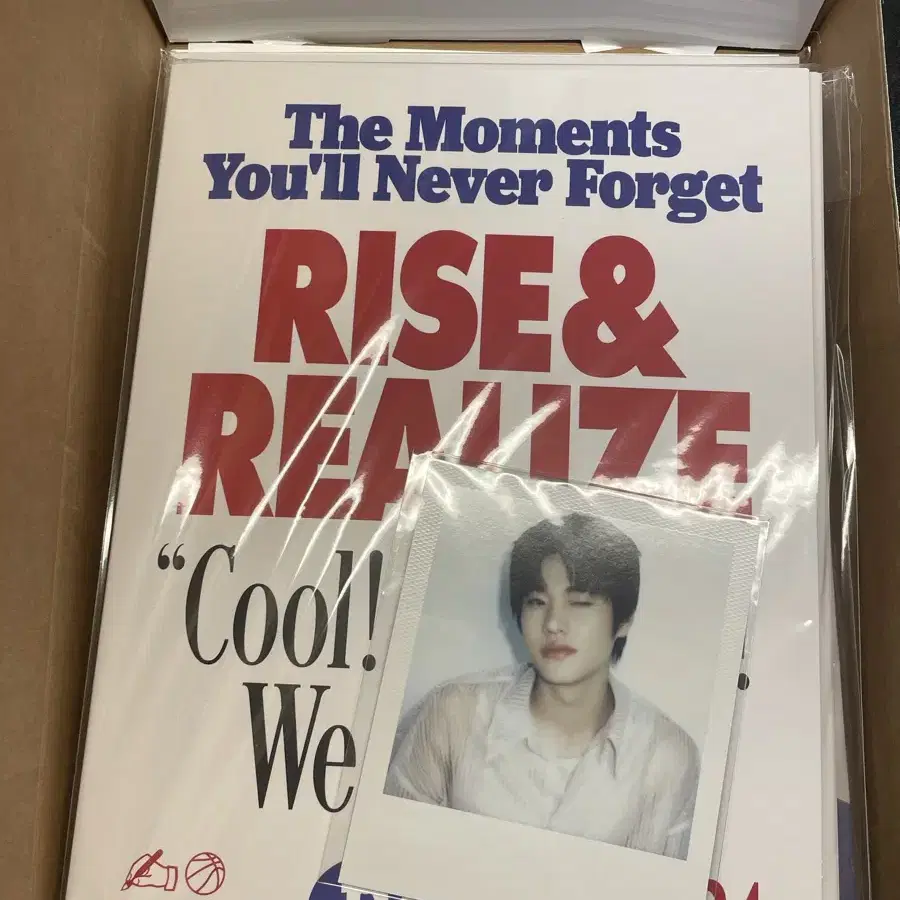 The Moments
You'll Never Forget
RISE &
REALIZE
“Cool!
We